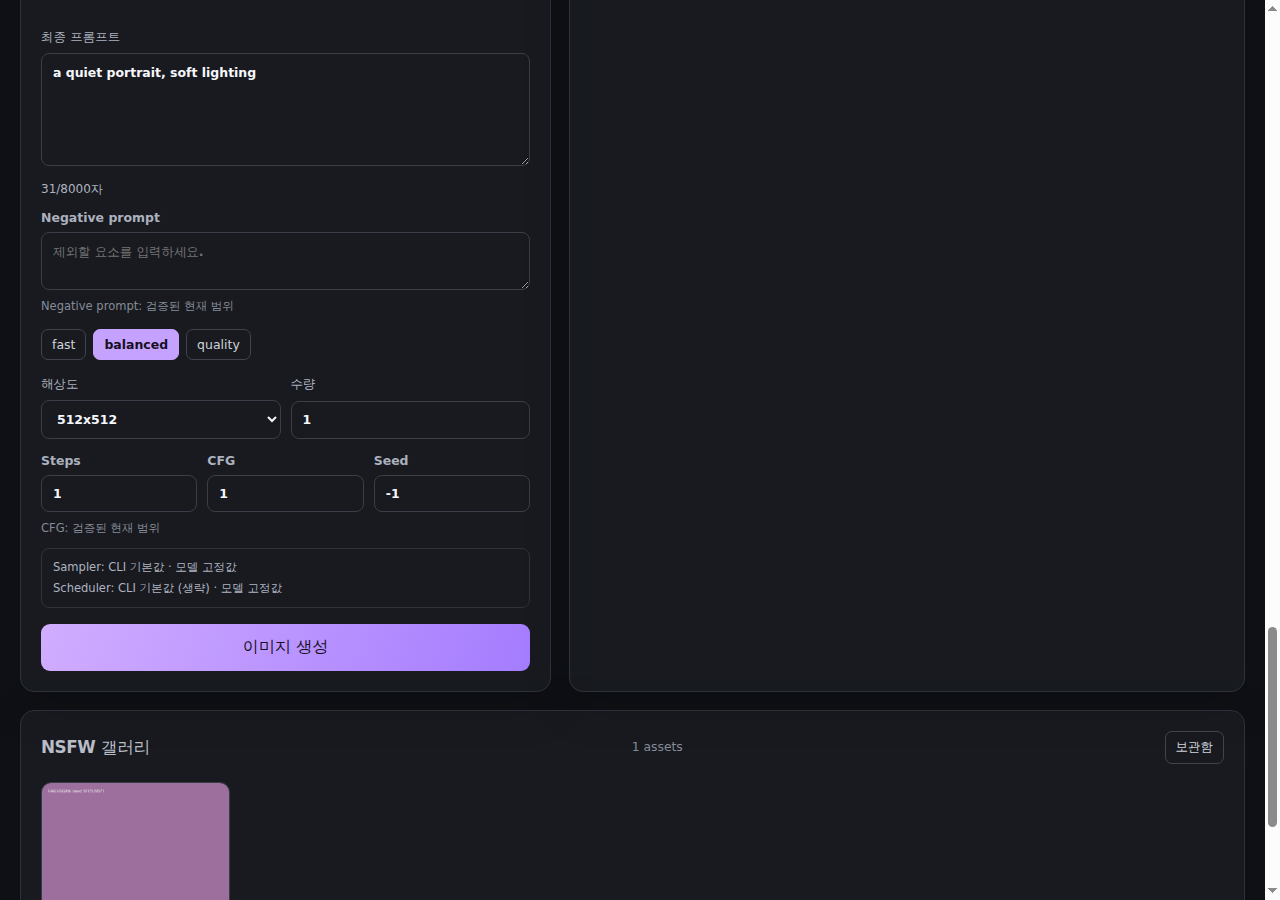 최종 프롬프트
a quiet portrait, soft lighting
31/8000자
Negative prompt
제외할 요소를 입력하세요.
Negative prompt: 검증된 현재 범위
fast balanced quality
해상도 수량
512x512 1
Steps CFG Seed
1 1 -1
CFG: 검증된 현재 범위
Sampler: CLI 기본값 · 모델 고정값
Scheduler: CLI 기본값 (생략) · 모델 고정값
이미지 생성
NSFW 갤러리 1 assets 보관함